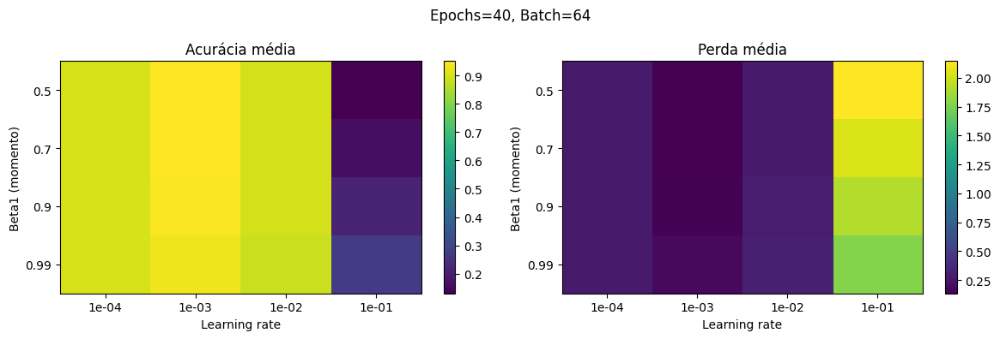 Epochs=40, Batch=64
Acurácia média
Beta1 (momento)
0.5
0.7
0.9
0.99
1e-04 1e-03 1e-02 1e-01
Learning rate
0.9
0.8
0.7
0.6
0.5
0.4
0.3
0.2
Perda média
Beta1 (momento)
0.5
0.7
0.9
0.99
1e-04 1e-03 1e-02 1e-01
Learning rate
2.00
1.75
1.50
1.25
1.00
0.75
0.50
0.25